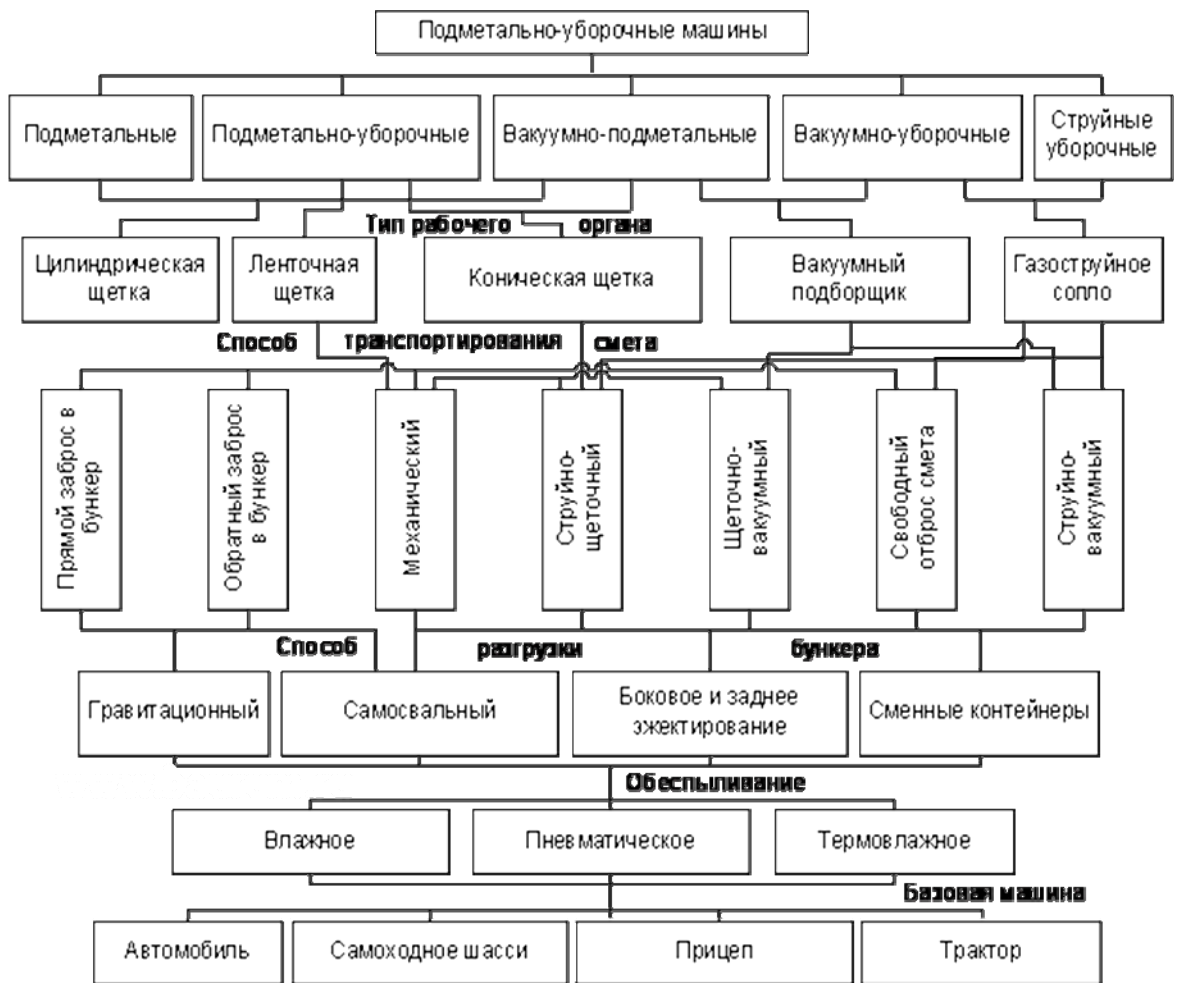 Подметально-уборочные машины
Подметальные
Подметально-уборочные
Вакуумно-подметальные
Вакуумно-уборочные
Струйные
уборочные
Тип рабочего органа
Цилиндрическая
щетка
Ленточная
щетка
Коническая щетка
Вакуумный
подборщик
Газоструйное
сопло
Способ транспортирования смета
Прямой заброс в
бункер
Обратный заброс
в бункер
Механический
Струйно-
щеточный
Щеточно-
вакуумный
Свободный
отброс смета
Струйно-
вакуумный
Способ разгрузки бункера
Гравитационный
Самосвальный
Боковое и заднее
эжектирование
Сменные контейнеры
Обеспыливание
Влажное
Пневматическое
Термовлажное
Базовая машина
Автомобиль
Самоходное шасси
Прицеп
Трактор